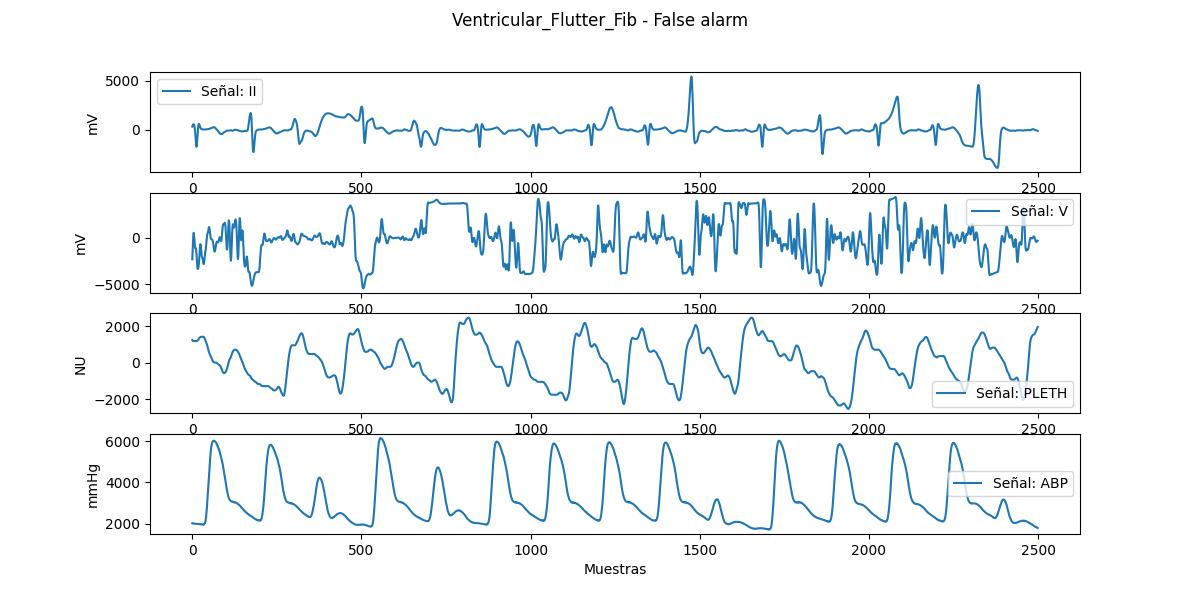 Ventricular_Flutter_Fib - False alarm
5000
0
mV
Señal: II
0 500 1000 1500 2000 2500
0
−5000
mV
Señal: V
0 500 1000 1500 2000 2500
2000
0
−2000
NU
Señal: PLETH
0 500 1000 1500 2000 2500
6000
4000
2000
mmHg
Señal: ABP
0 500 1000 1500 2000 2500
Muestras